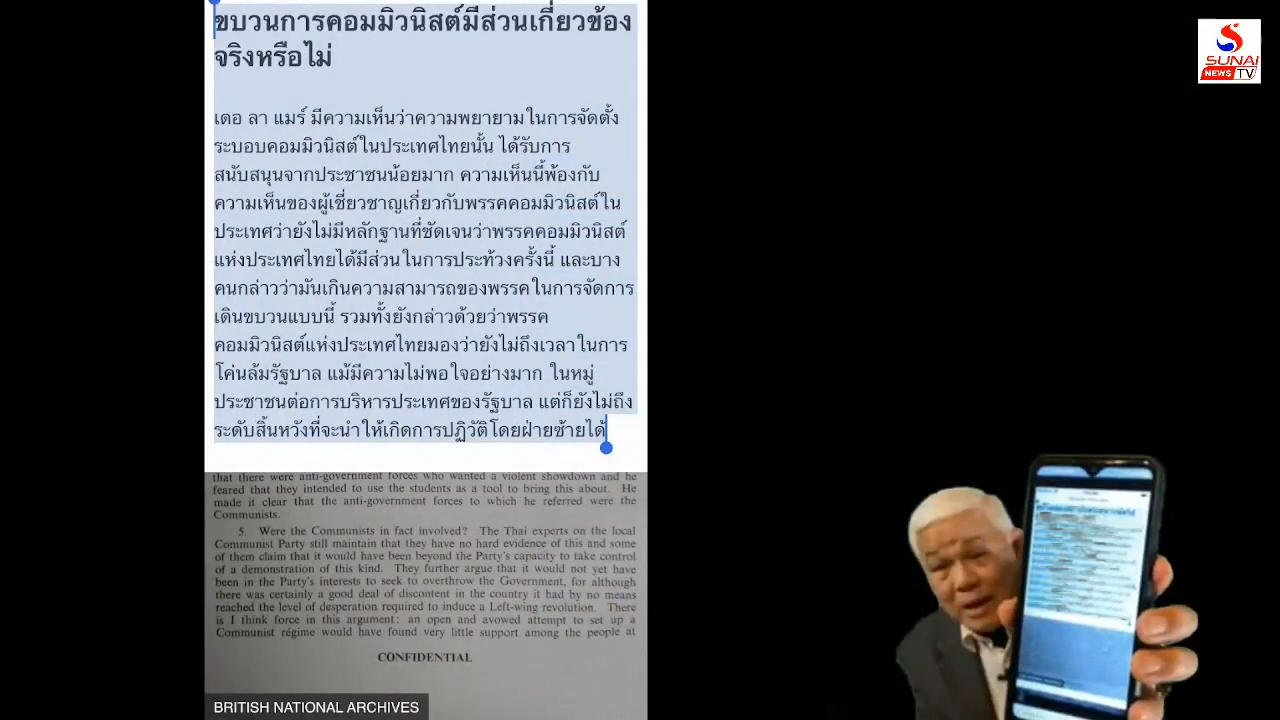 ขบวนการคอมมิวนิสต์มีส่วนเกี่ยวข้อง
จริงหรือไม่
เดอ ลา แมร์ มีความเห็นว่าความพยายามในการจัดตั้ง
ระบอบคอมมิวนิสต์ในประเทศไทยนั้น ได้รับการ
สนับสนุนจากประชาชนน้อยมาก ความเห็นนี้พ้องกับ
ความเห็นของผู้เชี่ยวชาญเกี่ยวกับพรรคคอมมิวนิสต์ใน
ประเทศว่ายังไม่มีหลักฐานที่ชัดเจนว่าพรรคคอมมิวนิสต์
แห่งประเทศไทยได้มีส่วนในการประท้วงครั้งนี้ และบาง
คนกล่าวว่ามันเกินความสามารถของพรรคในการจัดการ
เดินขบวนแบบนี้ รวมทั้งยังกล่าวด้วยว่าพรรค
คอมมิวนิสต์แห่งประเทศไทยมองว่ายังไม่ถึงเวลาในการ
โค่นล้มรัฐบาล แม้มีความไม่พอใจอย่างมาก ในหมู่
ประชาชนต่อการบริหารประเทศของรัฐบาล แต่ก็ยังไม่ถึง
ระดับสิ้นหวังที่จะนำให้เกิดการปฏิวัติโดยฝ่ายซ้ายได้
that there were anti-government forces who wanted a violent showdown and he
feared that they intended to use the students as a tool to bring this about. He
made it clear that the anti-government forces to which he referred were the
Communists.
5. Were the Communists in fact involved? The Thai experts on the local
Communist Party still maintain that they have no hard evidence of this and some
of them claim that it would have been beyond the Party's capacity to take control
of a demonstration of this kind. They further argue that it would not yet have
been in the Party's interests to seek to overthrow the Government, for although
there was certainly a good deal of discontent in the country it had by no means
reached the level of desperation required to induce a Left-wing revolution. There
is I think force in this argument: an open and avowed attempt to set up a
Communist régime would have found very little support among the people at
CONFIDENTIAL
BRITISH NATIONAL ARCHIVES
SUNAI
NEWS TV